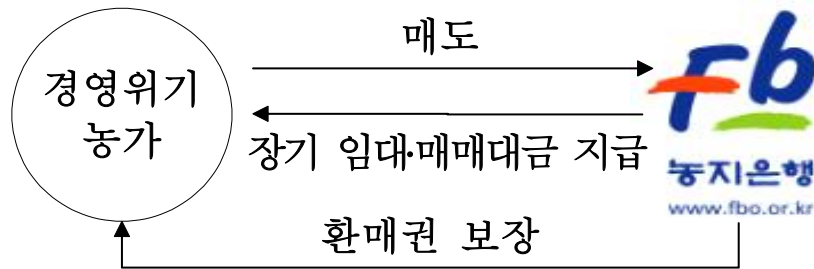 매도
경영위기
농가
장기 임대·매매대금 지급
환매권 보장
Fb
농지은행
www.fbo.or.kr